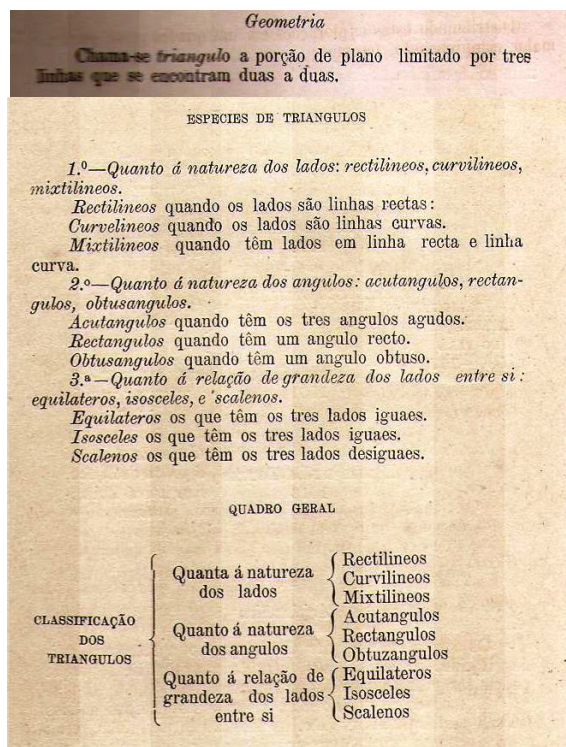 Geometria
Chama-se triangulo a porção de plano limitado por tres
linhas que se encontram duas a duas.
ESPECIES DE TRIANGULOS
1.º—Quanto á natureza dos lados: rectilineos, curvilineos,
mixtilineos.
Rectilineos quando os lados são linhas rectas:
Curvelineos quando os lados são linhas curvas.
Mixtilineos quando têm lados em linha recta e linha
curva.
2.º—Quanto á natureza dos angulos: acutangulos, rectan-
gulos, obtusangulos.
Acutangulos quando têm os tres angulos agudos.
Rectangulos quando têm um angulo recto.
Obtusangulos quando têm um angulo obtuso.
3.ª—Quanto á relação de grandeza dos lados entre si:
equilateros, isosceles, e scalenos.
Equilateros os que têm os tres lados iguaes.
Isosceles os que têm os tres lados iguaes.
Scalenos os que têm os tres lados desiguaes.
QUADRO GERAL
CLASSIFICAÇÃO
DOS
TRIANGULOS
Quanta á natureza
dos lados
Rectilineos
Curvilineos
Mixtilineos
Quanto á natureza
dos angulos
Acutangulos
Rectangulos
Obtuzangulos
Quanto á relação de
grandeza dos lados
entre si
Equilateros
Isosceles
Scalenos